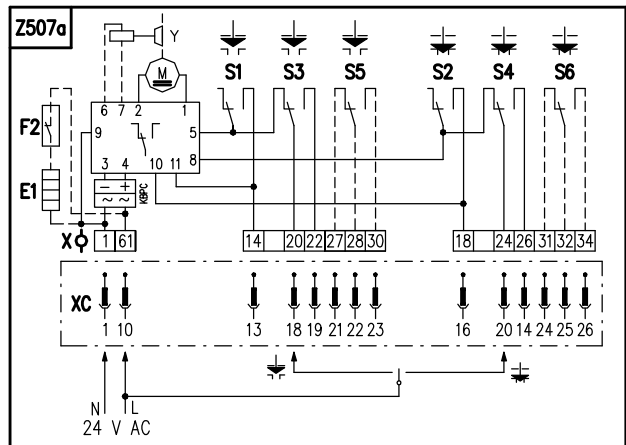 Z507a
Y
M
S1 S3 S5 S2 S4 S6
6 7 2 1
F2 9 5
8
3 4 10 11
E1
− +
~ ~
KBPC
X 1 61 14 20 22 27 28 30 18 24 26 31 32 34
XC
1 10 13 18 19 21 22 23 16 20 14 24 25 26
N L
24 V AC